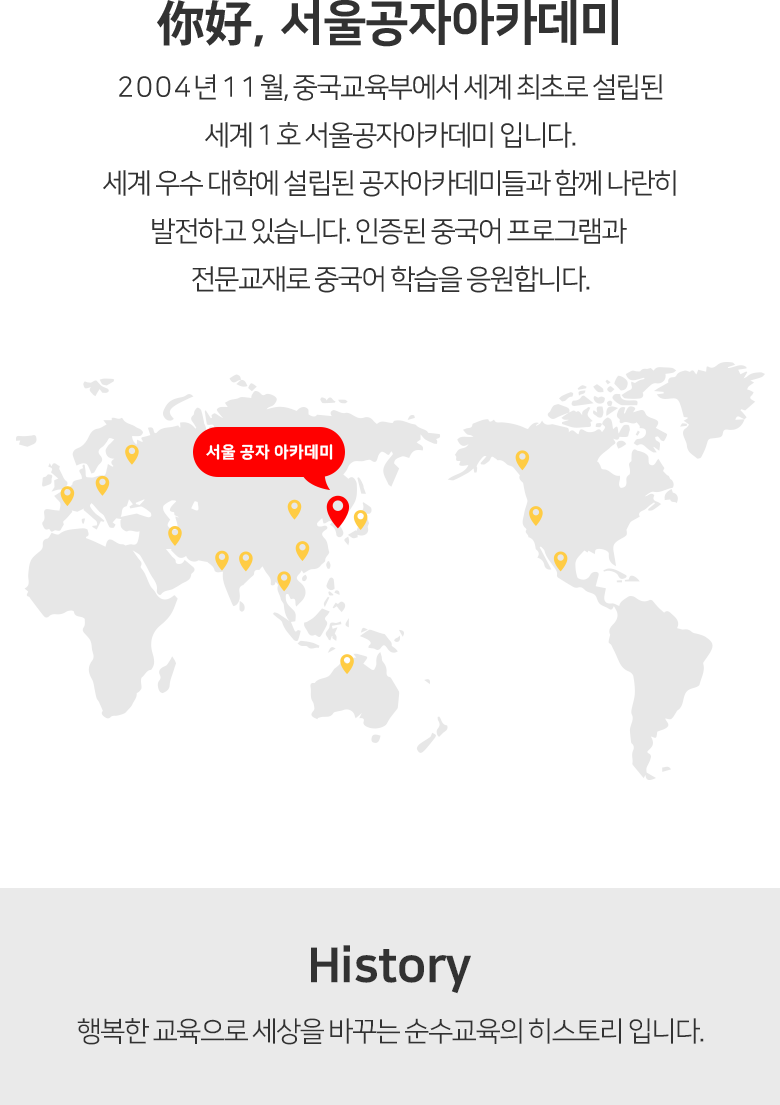 你好, 서울공자아카데미
2004년 11월, 중국교육부에서 세계 최초로 설립된
세계 1호 서울공자아카데미 입니다.
세계 우수 대학에 설립된 공자아카데미들과 함께 나란히
발전하고 있습니다. 인증된 중국어 프로그램과
전문교재로 중국어 학습을 응원합니다.
서울 공자 아카데미
History
행복한 교육으로 세상을 바꾸는 순수교육의 히스토리 입니다.